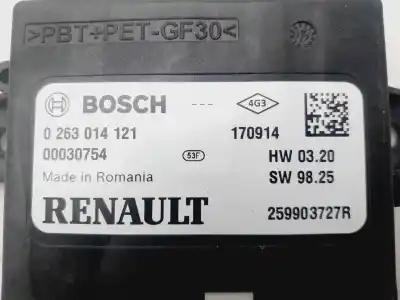 >PBT+PET-GF30<
BOSCH --- 4G3
0 263 014 121 170914
00030754 53F HW 03.20
Made in Romania SW 98.25
RENAULT 259903727R